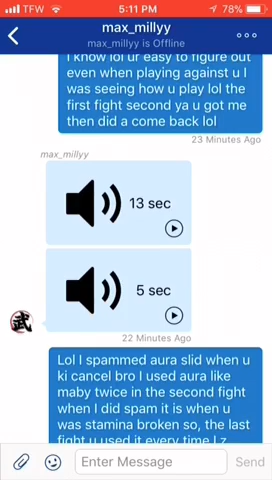 TFW 5:11 PM 78%
max_millyy
max_millyy is Offline
I know lol ur easy to figure out
even when playing against u I
was seeing how u play lol the
first fight second ya u got me
then did a come back lol
23 Minutes Ago
max_millyy
13 sec
5 sec
武
22 Minutes Ago
Lol I spammed aura slid when u
ki cancel bro I used aura like
maby twice in the second fight
when I did spam it is when u
was stamina broken so, the last
fight u used it every time I z
Enter Message Send